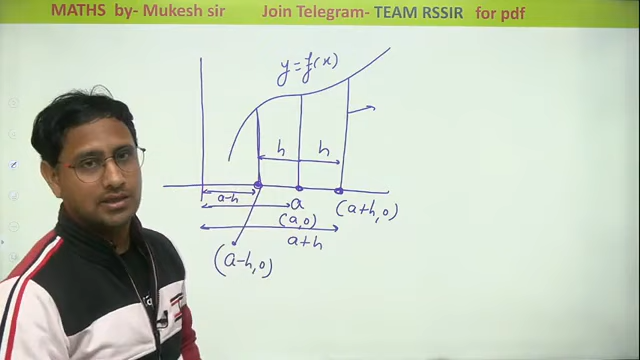 MATHS by- Mukesh sir Join Telegram- TEAM RSSIR for pdf
y=f(x)
h h
a-h
a
(a,0) (a+h,0)
a+h
(a-h,0)